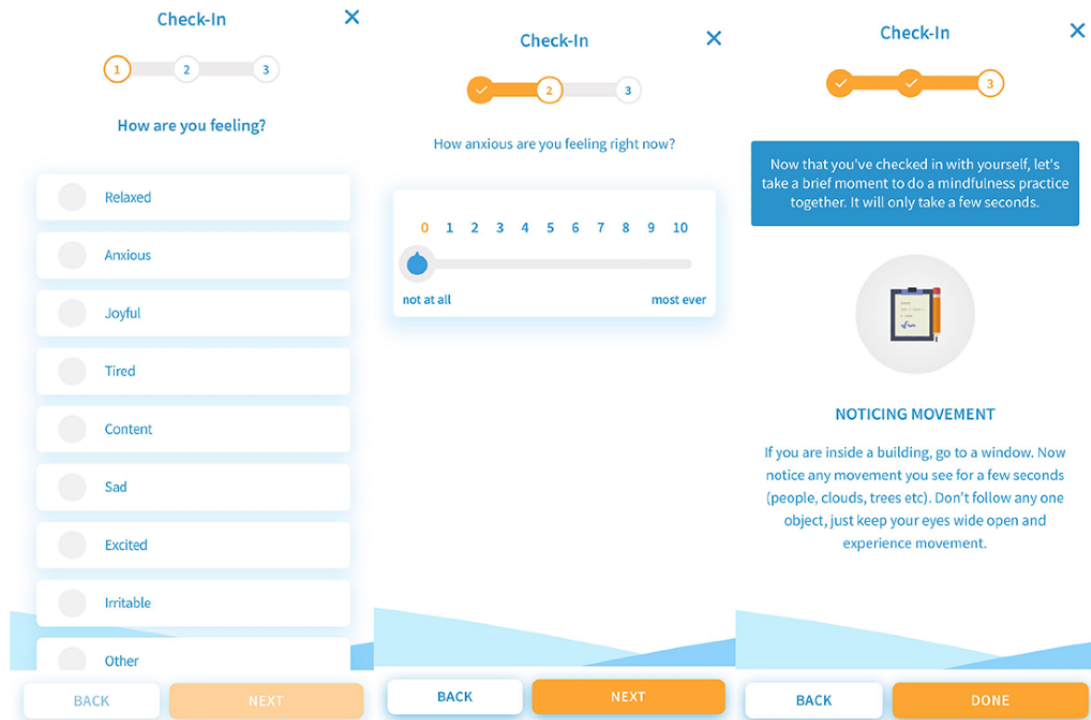 Check-In
1 2 3
How are you feeling?
Relaxed
Anxious
Joyful
Tired
Content
Sad
Excited
Irritable
Other
BACK NEXT
Check-In
2 3
How anxious are you feeling right now?
0 1 2 3 4 5 6 7 8 9 10
not at all most ever
BACK NEXT
Check-In
3
Now that you've checked in with yourself, let's
take a brief moment to do a mindfulness practice
together. It will only take a few seconds.
NOTICING MOVEMENT
If you are inside a building, go to a window. Now
notice any movement you see for a few seconds
(people, clouds, trees etc). Don't follow any one
object, just keep your eyes wide open and
experience movement.
BACK DONE